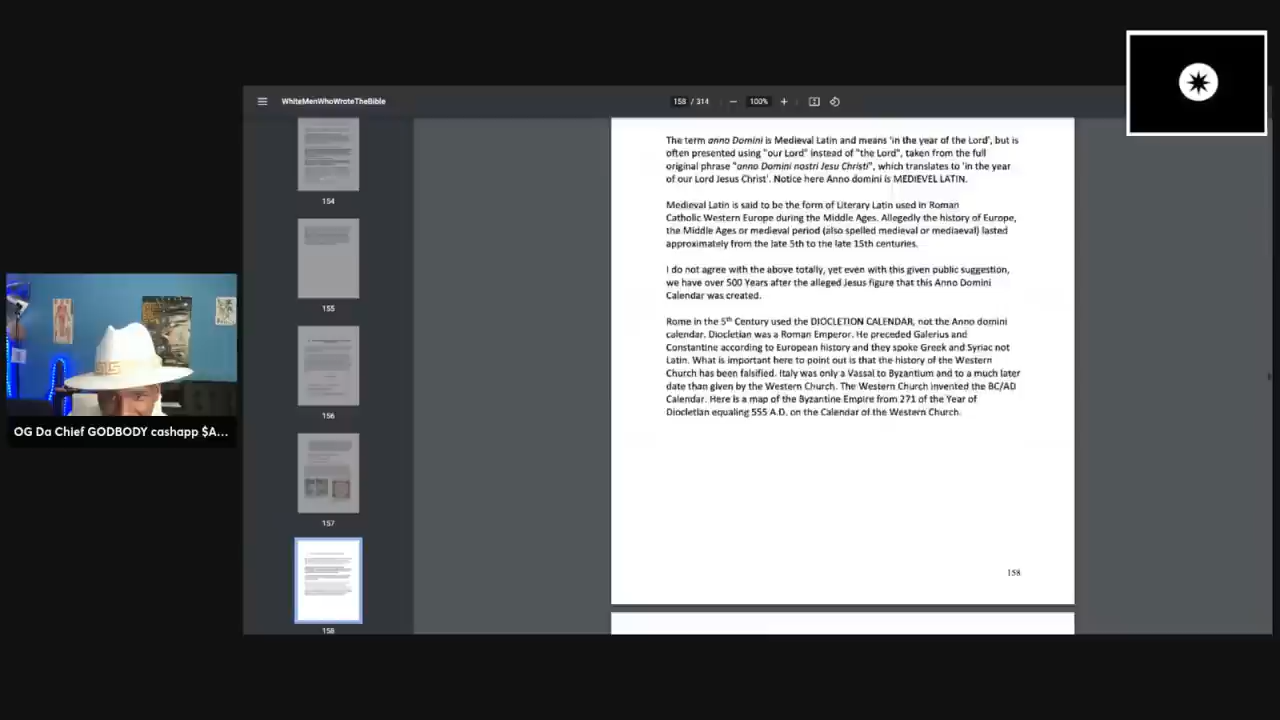 WhiteMenWhoWroteTheBible
158 / 314
100%
154
155
156
157
158
The term anno Domini is Medieval Latin and means 'in the year of the Lord', but is
often presented using "our Lord" instead of "the Lord", taken from the full
original phrase "anno Domini nostri Jesu Christi", which translates to 'in the year
of our Lord Jesus Christ'. Notice here Anno domini is MEDIEVEL LATIN.
Medieval Latin is said to be the form of Literary Latin used in Roman
Catholic Western Europe during the Middle Ages. Allegedly the history of Europe,
the Middle Ages or medieval period (also spelled medieval or mediaeval) lasted
approximately from the late 5th to the late 15th centuries.
I do not agree with the above totally, yet even with this given public suggestion,
we have over 500 Years after the alleged Jesus figure that this Anno Domini
Calendar was created.
Rome in the 5th Century used the DIOCLETION CALENDAR, not the Anno domini
calendar. Diocletian was a Roman Emperor. He preceded Galerius and
Constantine according to European history and they spoke Greek and Syriac not
Latin. What is important here to point out is that the history of the Western
Church has been falsified. Italy was only a Vassal to Byzantium and to a much later
date than given by the Western Church. The Western Church invented the BC/AD
Calendar. Here is a map of the Byzantine Empire from 271 of the Year of
Diocletian equaling 555 A.D. on the Calendar of the Western Church.
158
OG Da Chief GODBODY cashapp $A...